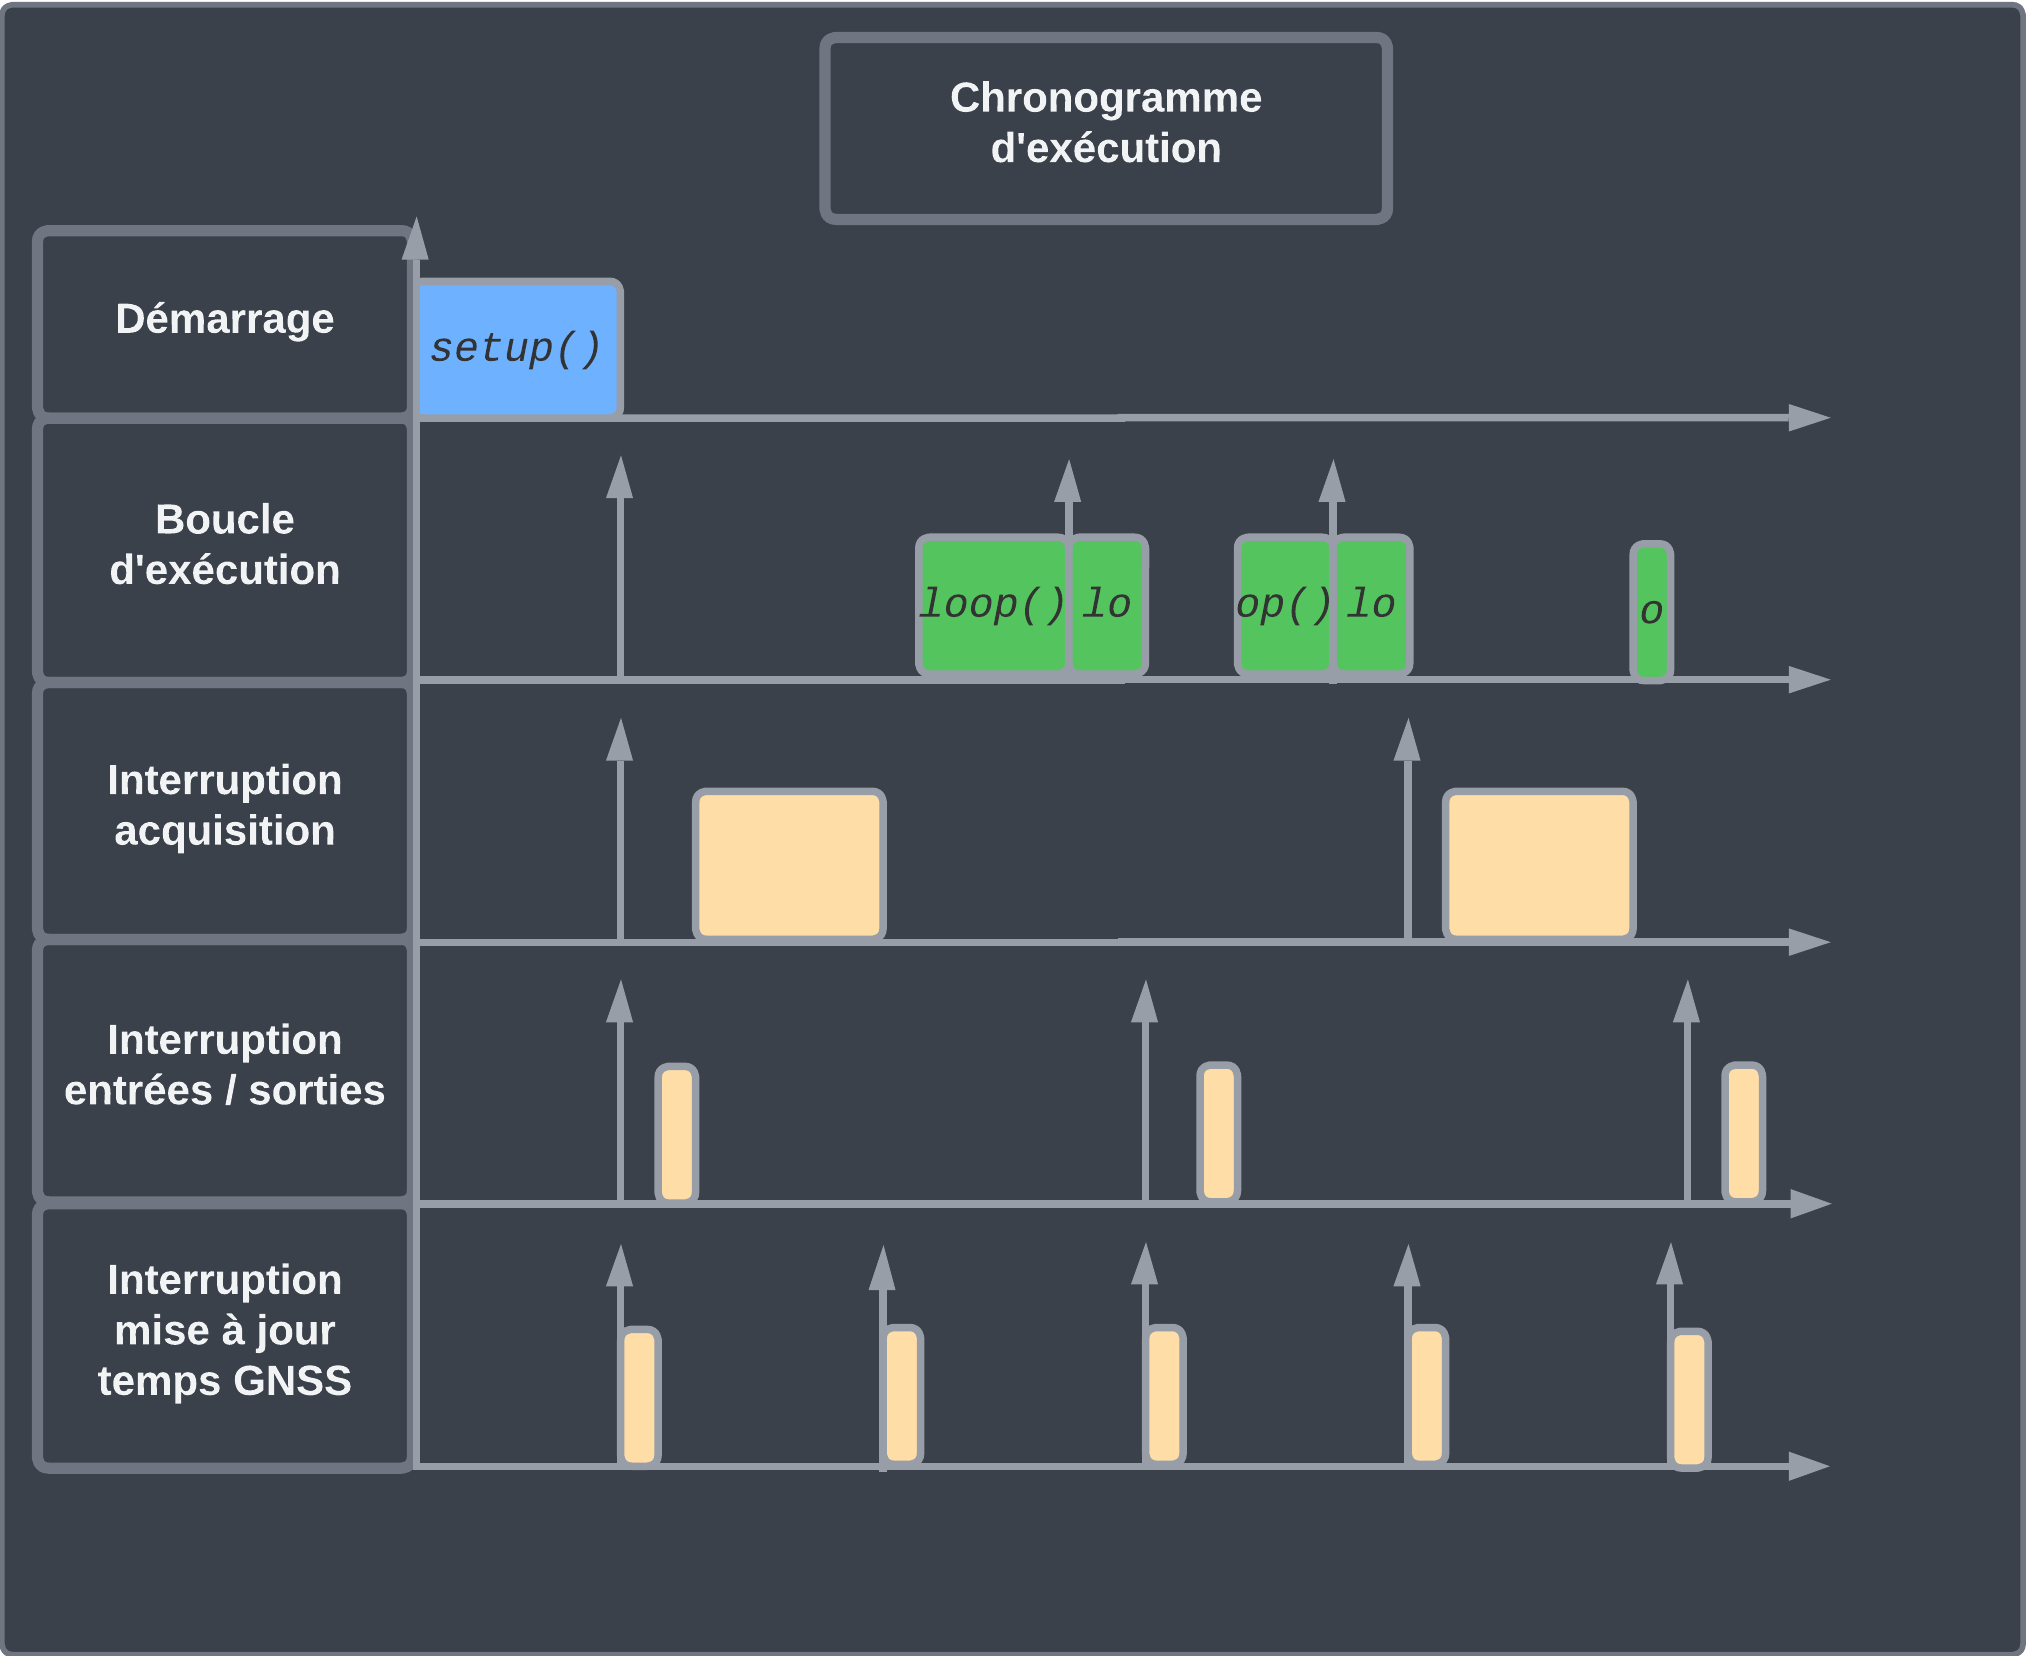 Chronogramme
d'exécution
Démarrage
setup()
Boucle
d'exécution
loop() lo op() lo o
Interruption
acquisition
Interruption
entrées / sorties
Interruption
mise à jour
temps GNSS